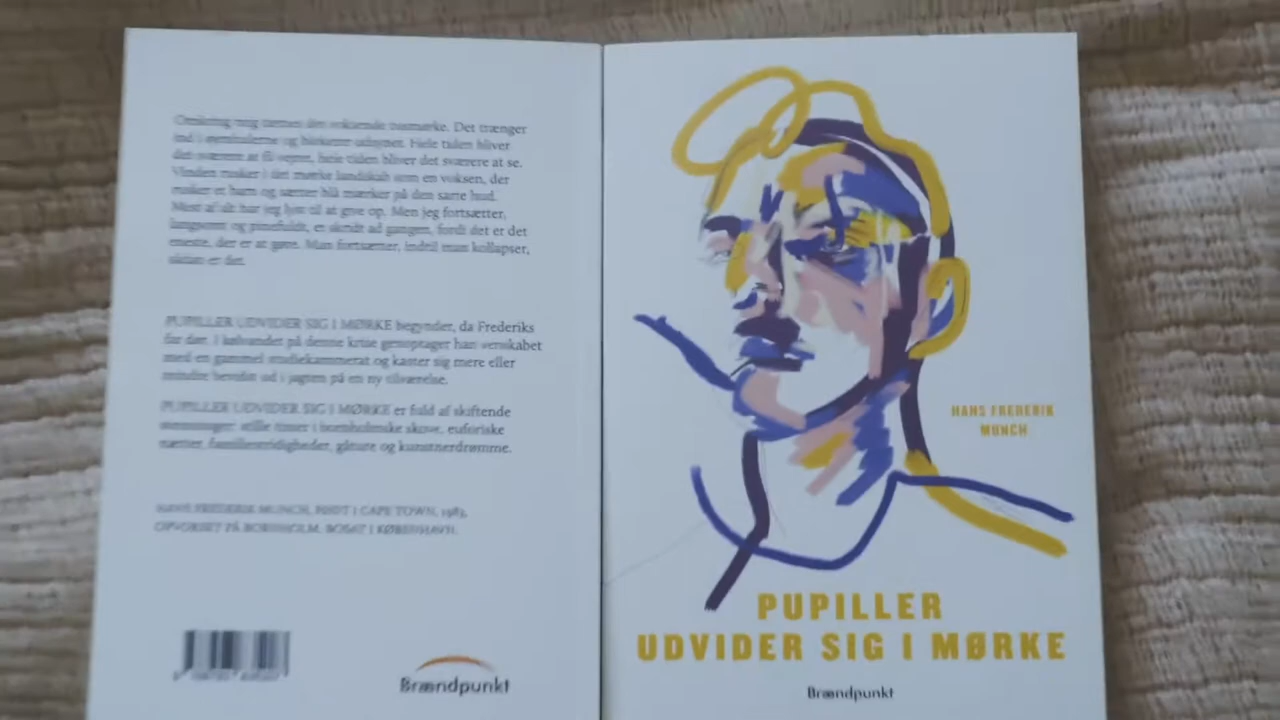 Omkring mig tætner det voksende tusmørke. Det trænger
ind i øjenhulerne og blokerer udsynet. Hele tiden bliver
det sværere at få vejret, hele tiden bliver det sværere at se.
Vinden rusker i det mørke landskab som en voksen, der
rusker et barn og sætter blå mærker på den sarte hud.
Mest af alt har jeg lyst til at give op. Men jeg fortsætter,
langsomt og pinefuldt, et skridt ad gangen, fordi det er det
eneste, der er at gøre. Man fortsætter, indtil man kollapser,
sådan er det.
PUPILLER UDVIDER SIG I MØRKE begynder, da Frederiks
far dør. I kølvandet på denne krise genoptager han venskabet
med en gammel studiekammerat og kaster sig mere eller
mindre bevidst ud i jagten på en ny tilværelse.
PUPILLER UDVIDER SIG I MØRKE er fuld af skiftende
stemninger: stille timer i bornholmske skove, euforiske
nætter, familiestridigheder, gåture og kunstnerdrømme.
HANS FREDERIK MUNCH, FØDT I CAPE TOWN, 1983.
OPVOKSET PÅ BORNHOLM. BOSAT I KØBENHAVN.
Brændpunkt
HANS FREDERIK
MUNCH
PUPILLER
UDVIDER SIG I MØRKE
Brændpunkt